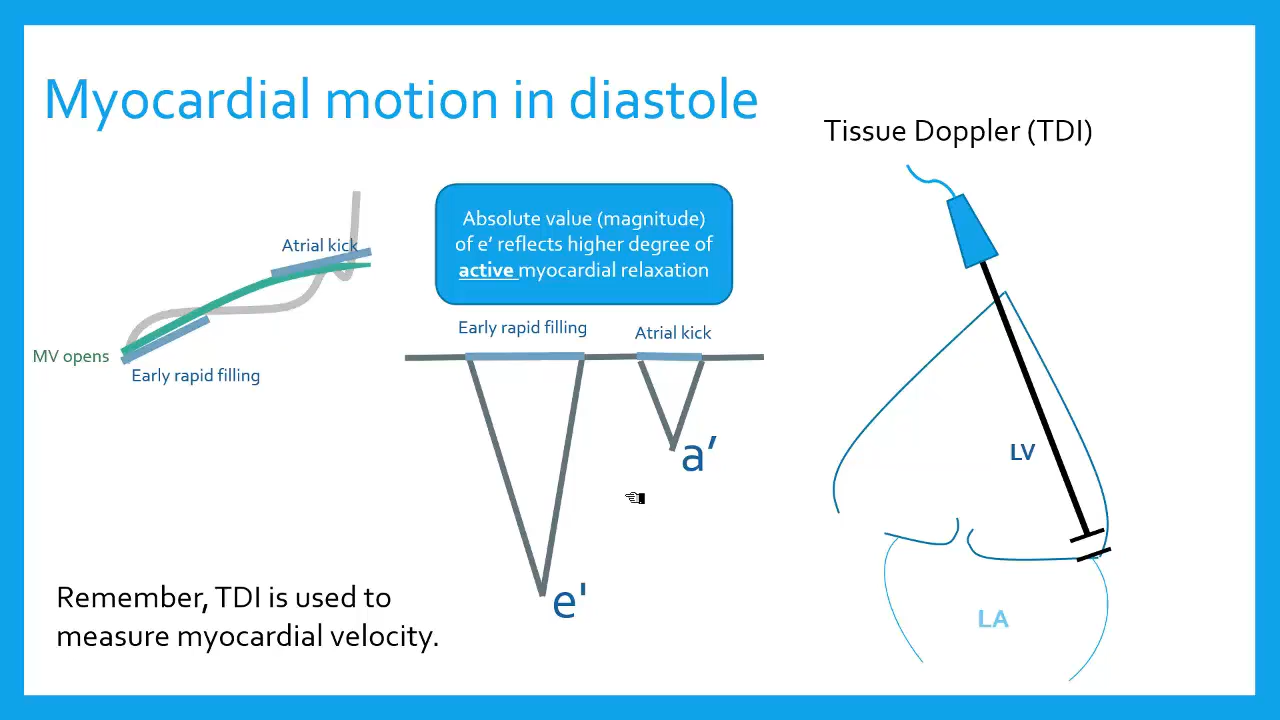 Myocardial motion in diastole
Tissue Doppler (TDI)
Atrial kick
MV opens
Early rapid filling
Absolute value (magnitude)
of e’ reflects higher degree of
active myocardial relaxation
Early rapid filling
Atrial kick
a’
e'
LV
LA
Remember, TDI is used to
measure myocardial velocity.